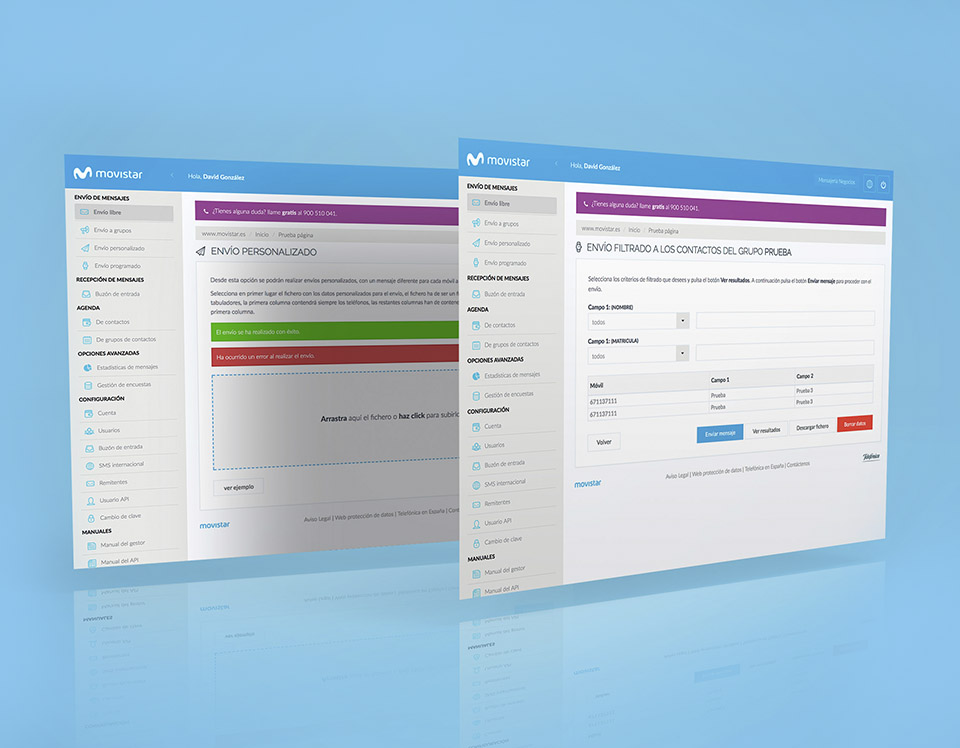 movistar
‹ Hola, David González
ENVÍO DE MENSAJES
Envío libre
Envío a grupos
Envío personalizado
Envío programado
RECEPCIÓN DE MENSAJES
Buzón de entrada
AGENDA
De contactos
De grupos de contactos
OPCIONES AVANZADAS
Estadísticas de mensajes
Gestión de encuestas
CONFIGURACIÓN
Cuenta
Usuarios
Buzón de entrada
SMS Internacional
Remitentes
Usuario API
Cambio de clave
MANUALES
Manual del gestor
Manual del API
¿Tienes alguna duda? llame gratis al 900 510 041.
www.movistar.es / Inicio / Prueba página
ENVÍO PERSONALIZADO
Desde esta opción se podrán realizar envíos personalizados, con un mensaje diferente para cada móvil a
Selecciona en primer lugar el fichero con los datos personalizados para el envío, el fichero ha de ser un
tabuladores, la primera columna contendrá siempre los teléfonos, las restantes columnas han de
primera columna.
El envío se ha realizado con éxito.
Ha ocurrido un error al realizar el envío.
Arrastra aquí el fichero o haz click para subirlo
ver ejemplo
movistar
Aviso Legal | Web protección de datos | Telefónica en España |
movistar
‹ Hola, David González
Mensajería Negocios
ENVÍO DE MENSAJES
Envío libre
Envío a grupos
Envío personalizado
Envío programado
RECEPCIÓN DE MENSAJES
Buzón de entrada
AGENDA
De contactos
De grupos de contactos
OPCIONES AVANZADAS
Estadísticas de mensajes
Gestión de encuestas
CONFIGURACIÓN
Cuenta
Usuarios
Buzón de entrada
SMS Internacional
Remitentes
Usuario API
Cambio de clave
MANUALES
Manual del gestor
Manual del API
¿Tienes alguna duda? llame gratis al 900 510 041.
www.movistar.es / Inicio / Prueba página
ENVÍO FILTRADO A LOS CONTACTOS DEL GRUPO PRUEBA
Selecciona los criterios de filtrado que desees y pulsa el botón Ver resultados. A continuación pulsa el botón Enviar mensaje para proceder con el
envío.
Campo 1: (NOMBRE)
todos
Campo 1: (MATRICULA)
todos
Móvil Campo 1 Campo 2
671137111 Prueba Prueba 3
671137111 Prueba Prueba 3
Volver Enviar mensaje Ver resultados Descargar fichero Borrar datos
movistar
Aviso Legal | Web protección de datos | Telefónica en España | Contáctenos
Telefónica